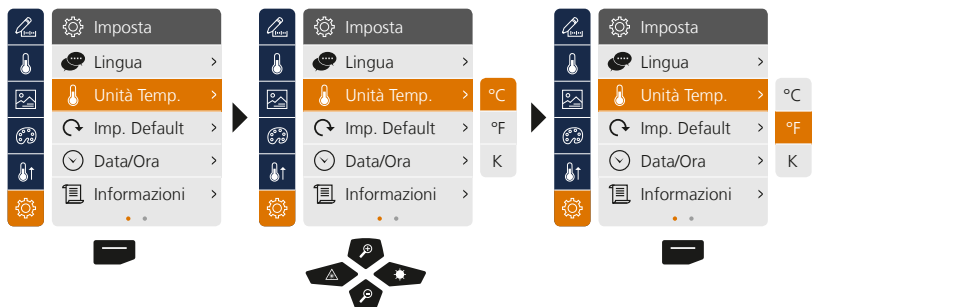 Imposta
Lingua
Unità Temp.
Imp. Default
Data/Ora
Informazioni
Imposta
Lingua
Unità Temp.
Imp. Default
Data/Ora
Informazioni
°C
°F
K
Imposta
Lingua
Unità Temp.
Imp. Default
Data/Ora
Informazioni
°C
°F
K